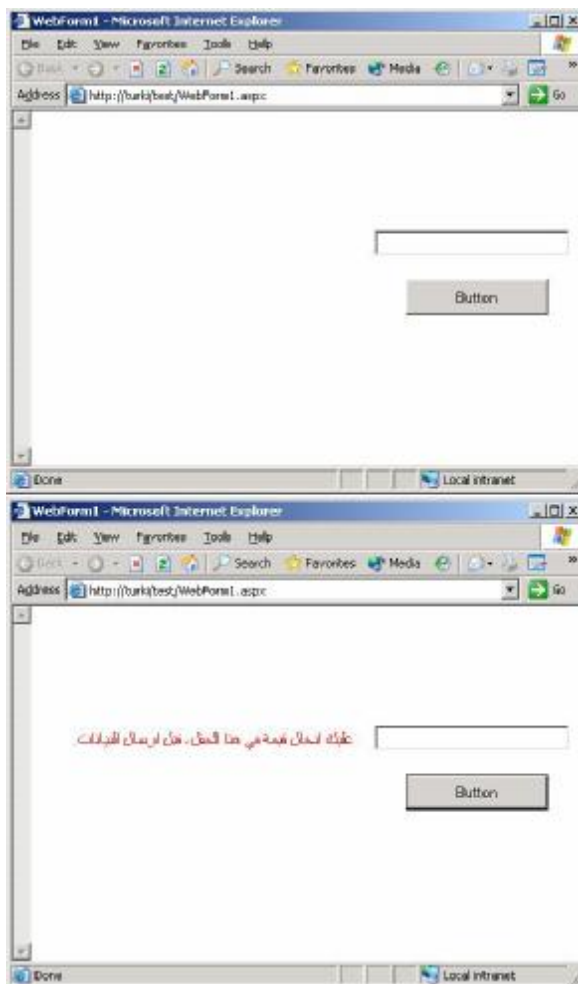 WebForm1 - Microsoft Internet Explorer
File Edit View Favorites Tools Help
Back Search Favorites Media
Address http://turki/test/WebForm1.aspx Go
Button
Done Local intranet
WebForm1 - Microsoft Internet Explorer
File Edit View Favorites Tools Help
Back Search Favorites Media
Address http://turki/test/WebForm1.aspx Go
عليك ادخال قيمة في هذا الحقل ، قبل ارسال البيانات
Button
Done Local intranet